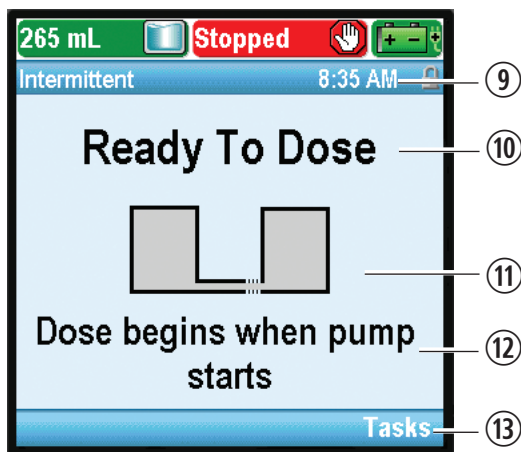 265 mL Stopped
Intermittent 8:35 AM 9
Ready To Dose 10
11
Dose begins when pump 12
starts
Tasks 13